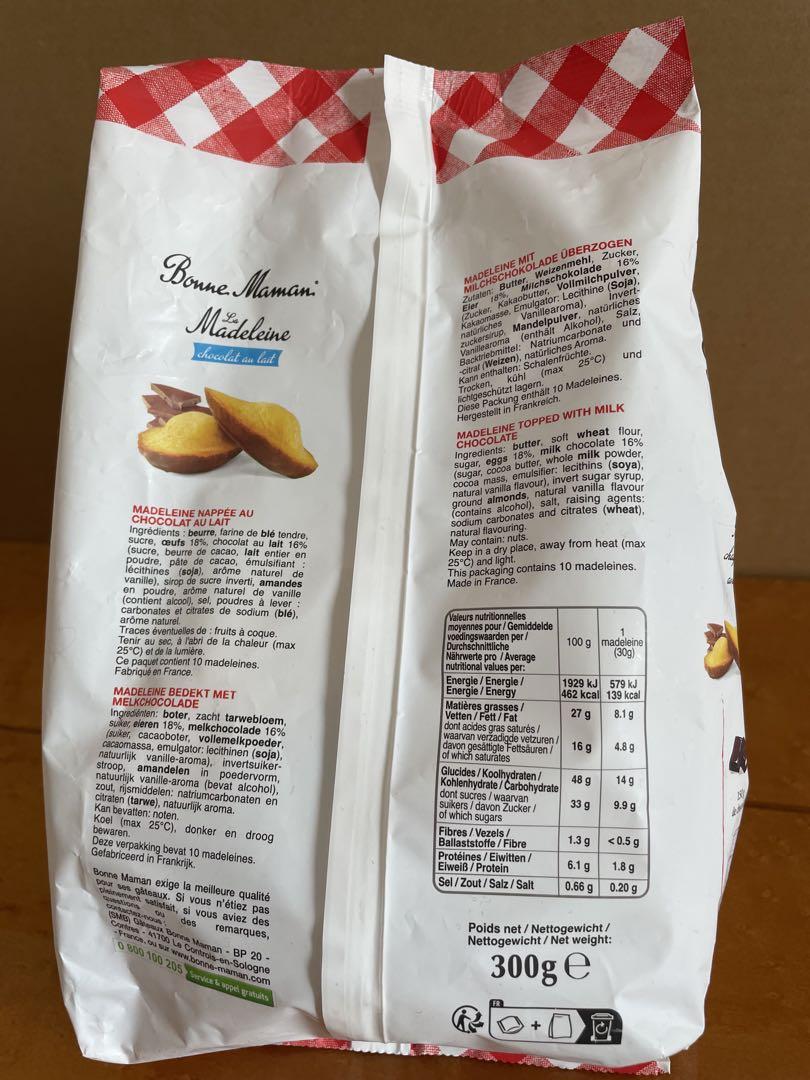 Bonne Maman
La
Madeleine
chocolat au lait
MADELEINE NAPPÉE AU
CHOCOLAT AU LAIT
Ingrédients : beurre, farine de blé tendre,
sucre, œufs 18%, chocolat au lait 16%
(sucre, beurre de cacao, lait entier en
poudre, pâte de cacao, émulsifiant :
lécithines (soja), arôme naturel de
vanille), sirop de sucre inverti, amandes
en poudre, arôme naturel de vanille
(contient alcool), sel, poudres à lever :
carbonates et citrates de sodium (blé),
arôme naturel.
Traces éventuelles de : fruits à coque.
Tenir au sec, à l'abri de la chaleur (max
25°C) et de la lumière.
Ce paquet contient 10 madeleines.
Fabriqué en France.
MADELEINE BEDEKT MET
MELKCHOCOLADE
Ingrediënten: boter, zacht tarwebloem,
suiker, eieren 18%, melkchocolade 16%
(suiker, cacaoboter, vollemelkpoeder,
cacaomassa, emulgator: lecithinen (soja),
natuurlijk vanille-aroma), invertsuiker-
stroop, amandelen in poedervorm,
natuurlijk vanille-aroma (bevat alcohol),
zout, rijsmiddelen: natriumcarbonaten en
citraten (tarwe), natuurlijk aroma.
Kan bevatten: noten.
Koel (max 25°C), donker en droog
bewaren.
Deze verpakking bevat 10 madeleines.
Gefabriceerd in Frankrijk.
Bonne Maman exige la meilleure qualité
pour ses gâteaux. Si vous n'étiez pas
pleinement satisfait, si vous aviez des
questions ou des remarques,
contactez-nous :
(SMB) Gâteaux Bonne Maman - BP 20 -
Contres - 41700 Le Controis-en-Sologne
- France, ou sur www.bonne-maman.com
0 800 100 205 Service & appel gratuits
MADELEINE MIT
MILCHSCHOKOLADE ÜBERZOGEN
Zutaten: Butter, Weizenmehl, Zucker,
Eier 18%, Milchschokolade 16%
(Zucker, Kakaobutter, Vollmilchpulver,
Kakaomasse, Emulgator: Lecithine (Soja),
natürliches Vanillearoma), Invert-
zuckersirup, Mandelpulver, natürliches
Vanillearoma (enthält Alkohol), Salz,
Backtriebmittel: Natriumcarbonate und
-citrat (Weizen), natürliches Aroma.
Kann enthalten: Schalenfrüchte.
Trocken, kühl (max 25°C) und
lichtgeschützt lagern.
Diese Packung enthält 10 Madeleines.
Hergestellt in Frankreich.
MADELEINE TOPPED WITH MILK
CHOCOLATE
Ingredients: butter, soft wheat flour,
sugar, eggs 18%, milk chocolate 16%
(sugar, cocoa butter, whole milk powder,
cocoa mass, emulsifier: lecithins (soya),
natural vanilla flavour), invert sugar syrup,
ground almonds, natural vanilla flavour
(contains alcohol), salt, raising agents:
sodium carbonates and citrates (wheat),
natural flavouring.
May contain: nuts.
Keep in a dry place, away from heat (max
25°C) and light.
This packaging contains 10 madeleines.
Made in France.
Valeurs nutritionnelles
moyennes pour / Gemiddelde
voedingswaarden per /
Durchschnittliche
Nährwerte pro / Average
nutritional values per:
100 g
1
madeleine
(30g)
Energie / Energie / 1929 kJ 579 kJ
Energie / Energy 462 kcal 139 kcal
Matières grasses /
Vetten / Fett / Fat 27 g 8.1 g
dont acides gras saturés /
waarvan verzadigde vetzuren /
davon gesättigte Fettsäuren / 16 g 4.8 g
of which saturates
Glucides / Koolhydraten /
Kohlenhydrate / Carbohydrate 48 g 14 g
dont sucres / waarvan
suikers / davon Zucker / 33 g 9.9 g
of which sugars
Fibres / Vezels /
Ballaststoffe / Fibre 1.3 g < 0.5 g
Protéines / Eiwitten /
Eiweiß / Protein 6.1 g 1.8 g
Sel / Zout / Salz / Salt 0.66 g 0.20 g
Poids net / Nettogewicht /
Nettogewicht / Net weight:
300g e
FR
+